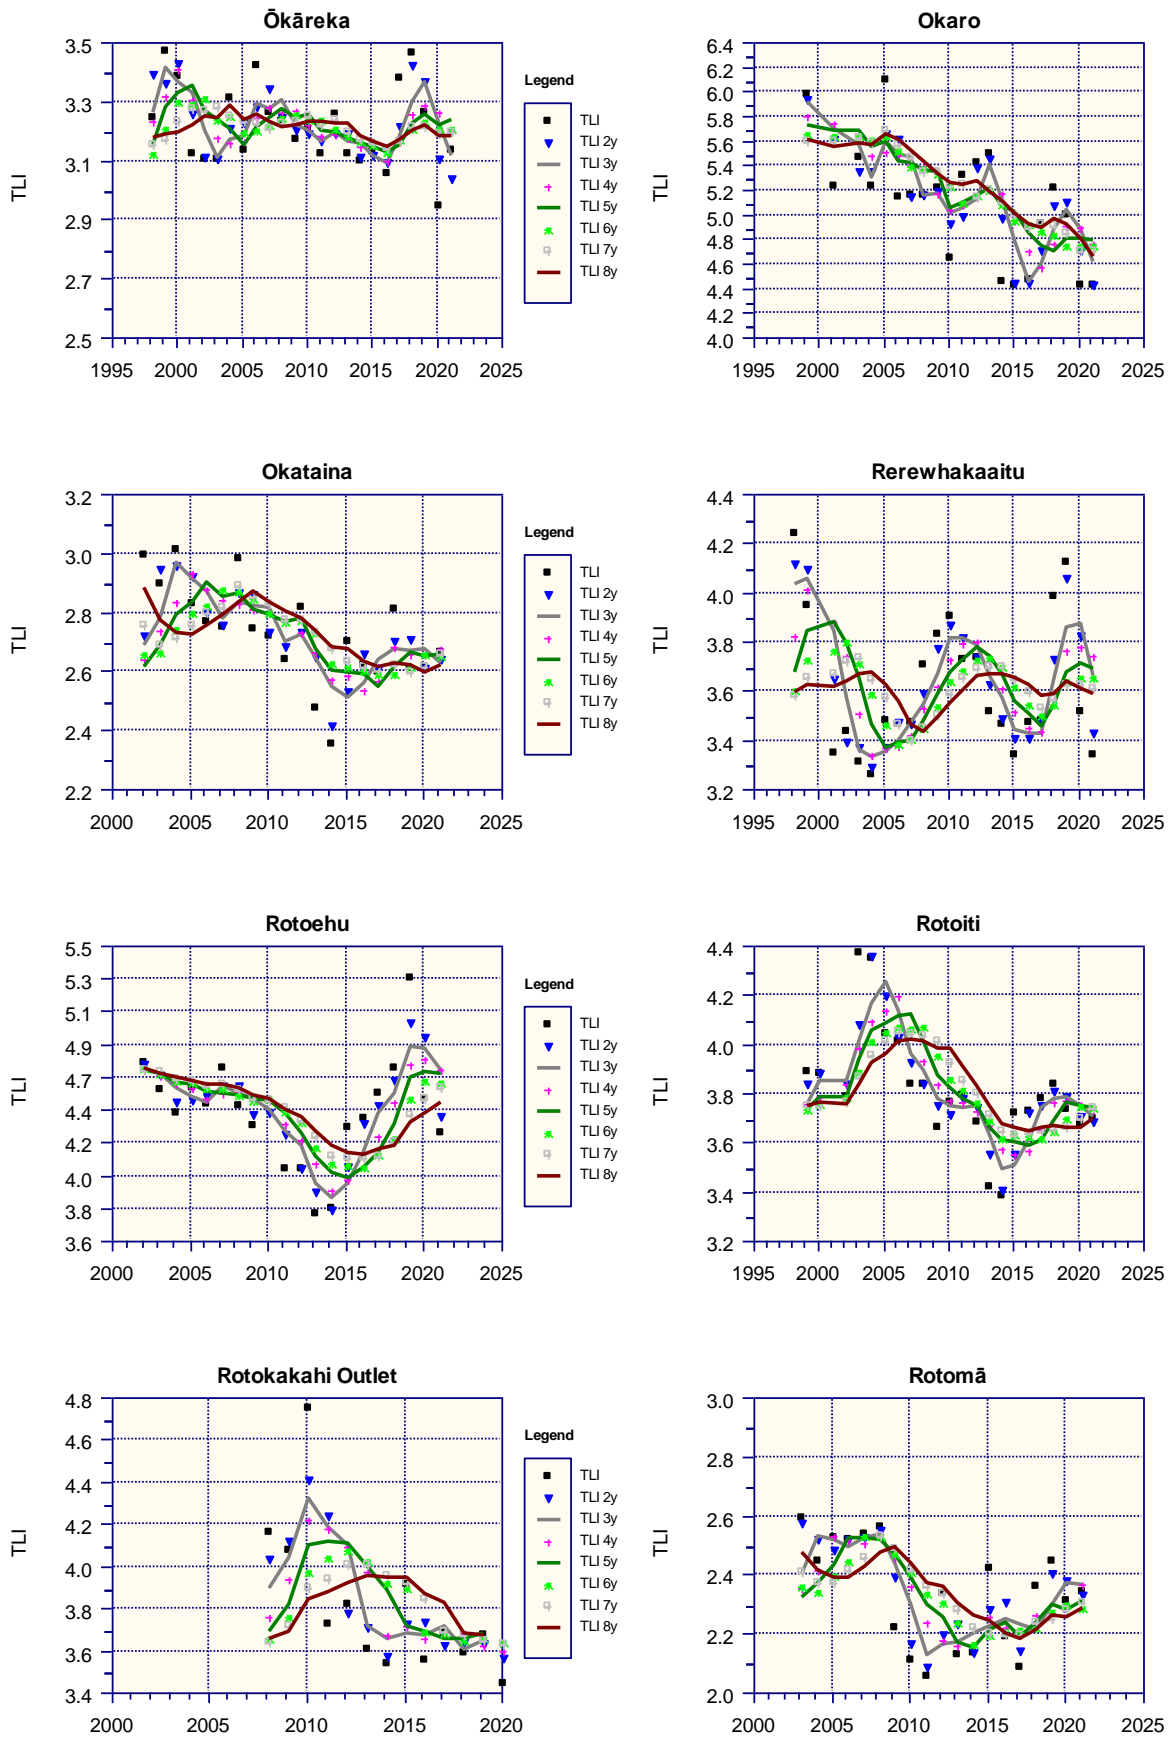 Ōkāreka
Okaro
TLI
3.5
3.3
3.1
2.9
2.7
2.5
1995 2000 2005 2010 2015 2020 2025
Legend
TLI
TLI 2y
TLI 3y
TLI 4y
TLI 5y
TLI 6y
TLI 7y
TLI 8y
TLI
6.4
6.2
6.0
5.8
5.6
5.4
5.2
5.0
4.8
4.6
4.4
4.2
4.0
1995 2000 2005 2010 2015 2020 2025
Okataina
Rerewhakaaitu
TLI
3.2
3.0
2.8
2.6
2.4
2.2
2000 2005 2010 2015 2020 2025
Legend
TLI
TLI 2y
TLI 3y
TLI 4y
TLI 5y
TLI 6y
TLI 7y
TLI 8y
TLI
4.4
4.2
4.0
3.8
3.6
3.4
3.2
1995 2000 2005 2010 2015 2020 2025
Rotoehu
Rotoiti
TLI
5.5
5.3
5.1
4.9
4.7
4.4
4.2
4.0
3.8
3.6
2000 2005 2010 2015 2020 2025
Legend
TLI
TLI 2y
TLI 3y
TLI 4y
TLI 5y
TLI 6y
TLI 7y
TLI 8y
TLI
4.4
4.2
4.0
3.8
3.6
3.4
3.2
1995 2000 2005 2010 2015 2020 2025
Rotokakahi Outlet
Rotomā
TLI
4.8
4.6
4.4
4.2
4.0
3.8
3.6
3.4
2000 2005 2010 2015 2020
Legend
TLI
TLI 2y
TLI 3y
TLI 4y
TLI 5y
TLI 6y
TLI 7y
TLI 8y
TLI
3.0
2.8
2.6
2.4
2.2
2.0
2000 2005 2010 2015 2020 2025